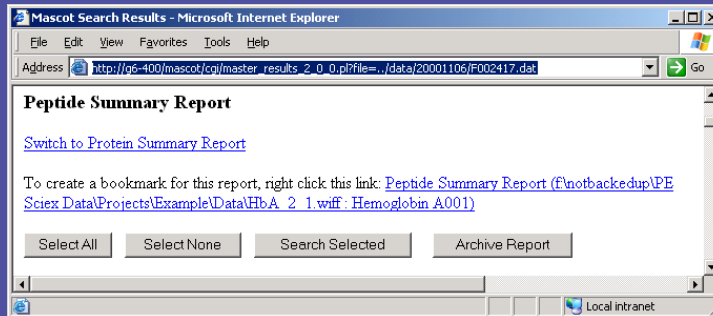 Mascot Search Results - Microsoft Internet Explorer
File Edit View Favorites Tools Help
Address http://g6-400/mascot/cgi/master_results_2_0_0.pl?file=../data/20001106/F002417.dat Go
Peptide Summary Report
Switch to Protein Summary Report
To create a bookmark for this report, right click this link: Peptide Summary Report (f:\notbackedup\PE
Sciex Data\Projects\Example\Data\HbA_2_1.wiff : Hemoglobin A001)
Select All Select None Search Selected Archive Report
Local intranet